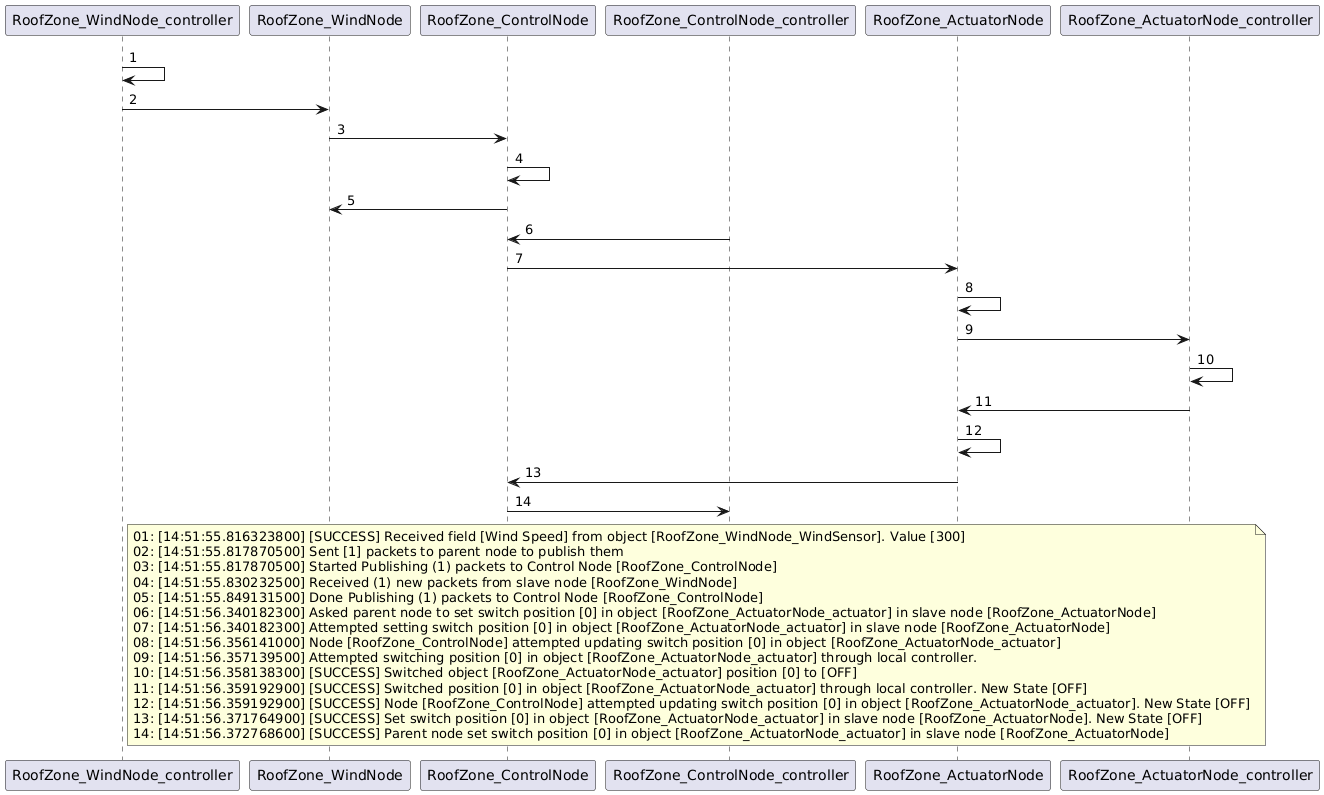 RoofZone_WindNode_controller
RoofZone_WindNode
RoofZone_ControlNode
RoofZone_ControlNode_controller
RoofZone_ActuatorNode
RoofZone_ActuatorNode_controller
1
2
3
4
5
6
7
8
9
10
11
12
13
14
01: [14:51:55.816323800] [SUCCESS] Received field [Wind Speed] from object [RoofZone_WindNode_WindSensor]. Value [300]
02: [14:51:55.817870500] Sent [1] packets to parent node to publish them
03: [14:51:55.817870500] Started Publishing (1) packets to Control Node [RoofZone_ControlNode]
04: [14:51:55.830232500] Received (1) new packets from slave node [RoofZone_WindNode]
05: [14:51:55.849131500] Done Publishing (1) packets to Control Node [RoofZone_ControlNode]
06: [14:51:56.340182300] Asked parent node to set switch position [0] in object [RoofZone_ActuatorNode_actuator] in slave node [RoofZone_ActuatorNode]
07: [14:51:56.340182300] Attempted setting switch position [0] in object [RoofZone_ActuatorNode_actuator] in slave node [RoofZone_ActuatorNode]
08: [14:51:56.356141000] Node [RoofZone_ControlNode] attempted updating switch position [0] in object [RoofZone_ActuatorNode_actuator]
09: [14:51:56.357139500] Attempted switching position [0] in object [RoofZone_ActuatorNode_actuator] through local controller.
10: [14:51:56.358138300] [SUCCESS] Switched object [RoofZone_ActuatorNode_actuator] position [0] to [OFF]
11: [14:51:56.359192900] [SUCCESS] Switched position [0] in object [RoofZone_ActuatorNode_actuator] through local controller. New State [OFF]
12: [14:51:56.359192900] [SUCCESS] Node [RoofZone_ControlNode] attempted updating switch position [0] in object [RoofZone_ActuatorNode_actuator]. New State [OFF]
13: [14:51:56.371764900] [SUCCESS] Set switch position [0] in object [RoofZone_ActuatorNode_actuator] in slave node [RoofZone_ActuatorNode]. New State [OFF]
14: [14:51:56.372768600] [SUCCESS] Parent node set switch position [0] in object [RoofZone_ActuatorNode_actuator] in slave node [RoofZone_ActuatorNode]
RoofZone_WindNode_controller
RoofZone_WindNode
RoofZone_ControlNode
RoofZone_ControlNode_controller
RoofZone_ActuatorNode
RoofZone_ActuatorNode_controller